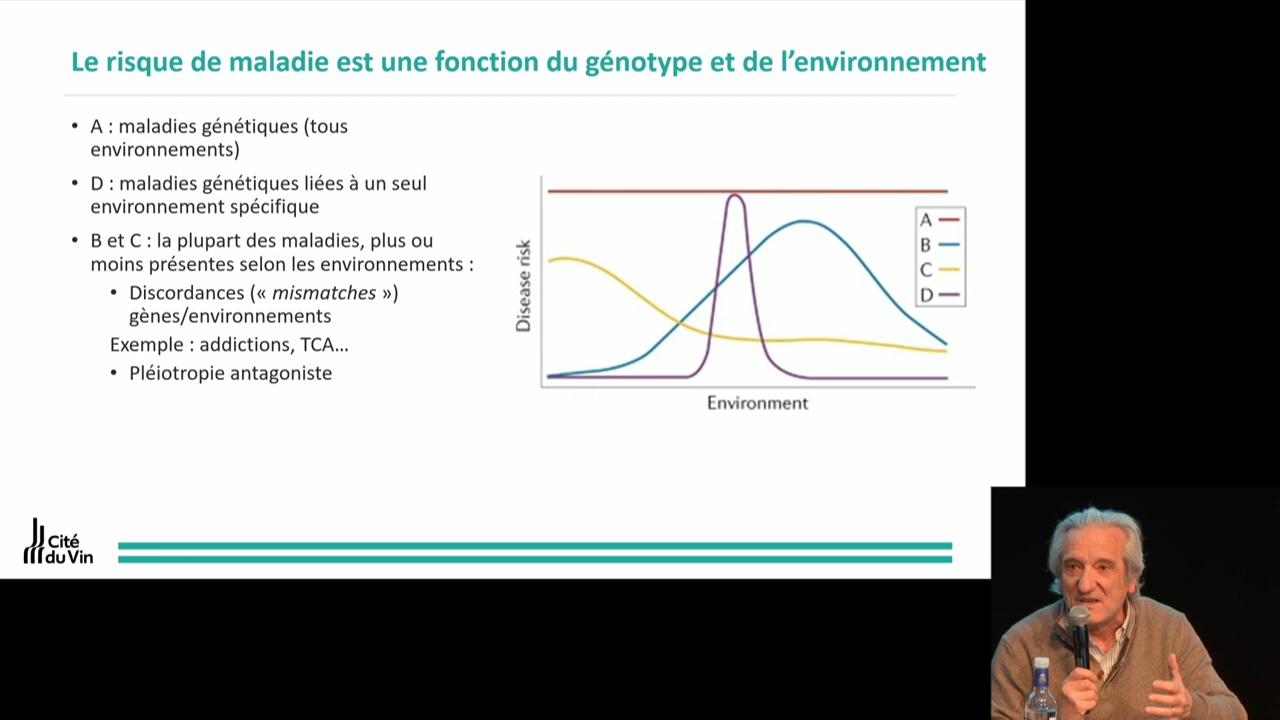 Le risque de maladie est une fonction du génotype et de l'environnement
• A : maladies génétiques (tous
environnements)
• D : maladies génétiques liées à un seul
environnement spécifique
• B et C : la plupart des maladies, plus ou
moins présentes selon les environnements :
• Discordances (« mismatches »)
gènes/environnements
Exemple : addictions, TCA…
• Pléiotropie antagoniste
Disease risk
A
B
C
D
Environment
Cité
du Vin